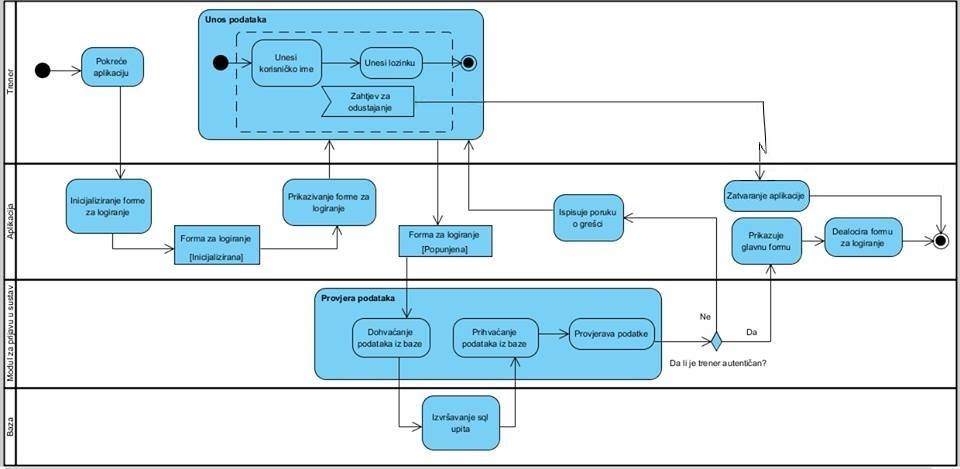 Trener
Unos podataka
Pokreće
aplikaciju
Unesi
korisničko ime
Unesi lozinku
Zahtjev za
odustajanje
Aplikacija
Inicijaliziranje forme
za logiranje
Forma za logiranje
[Inicijalizirana]
Prikazivanje forme za
logiranje
Forma za logiranje
[Popunjena]
Ispisuje poruku
o grešci
Zatvaranje aplikacije
Prikazuje
glavnu formu
Dealocira formu
za logiranje
Modul za prijavu u sustav
Provjera podataka
Dohvaćanje
podataka iz baze
Prihvaćanje
podataka iz baze
Provjerava podatke
Ne
Da
Da li je trener autentičan?
Baza
Izvršavanje sql
upita